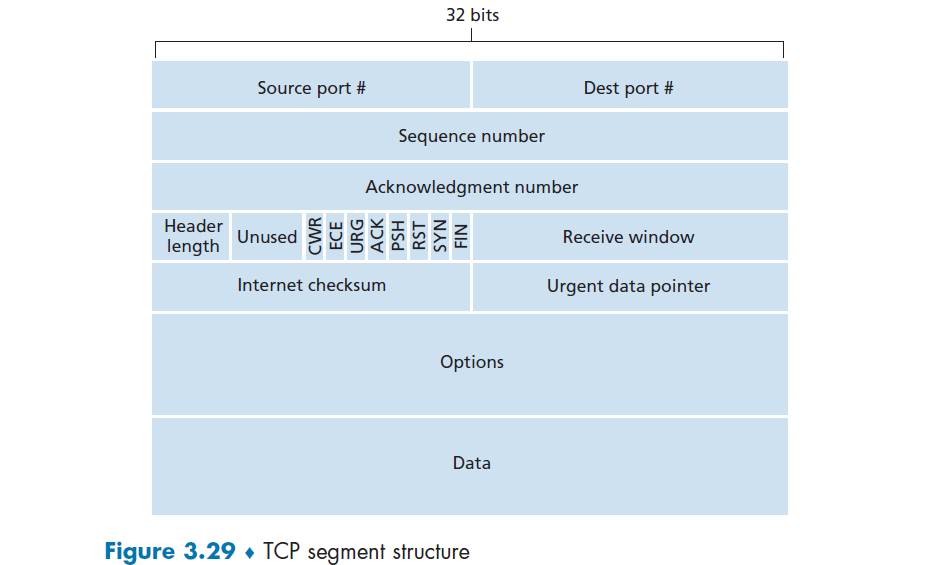 32 bits
Source port #
Dest port #
Sequence number
Acknowledgment number
Header
length
Unused
CWR
ECE
URG
ACK
PSH
RST
SYN
FIN
Receive window
Internet checksum
Urgent data pointer
Options
Data
Figure 3.29 ♦ TCP segment structure